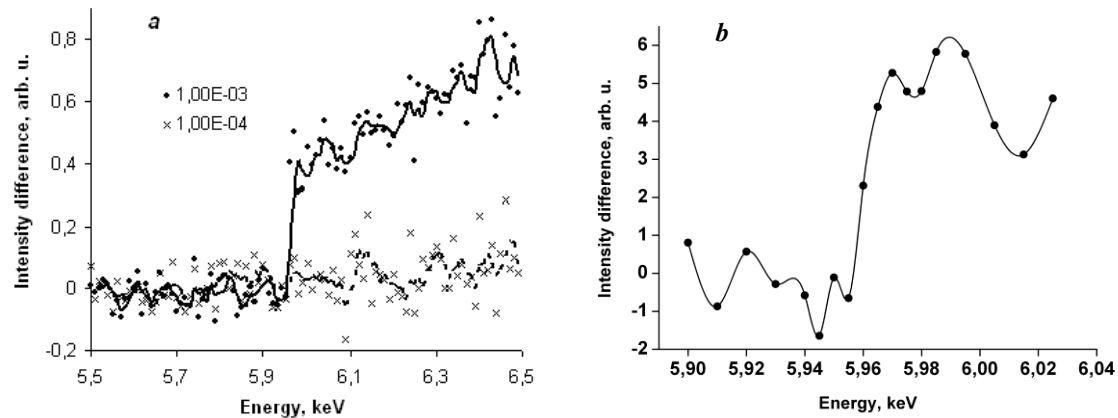 a
Intensity difference, arb. u.
0,8
0,6
0,4
0,2
0
-0,2
1,00E-03
1,00E-04
5,5 5,7 5,9 6,1 6,3 6,5
Energy, keV
b
Intensity difference, arb. u.
6
5
4
3
2
1
0
-1
-2
5,90 5,92 5,94 5,96 5,98 6,00 6,02 6,04
Energy, keV